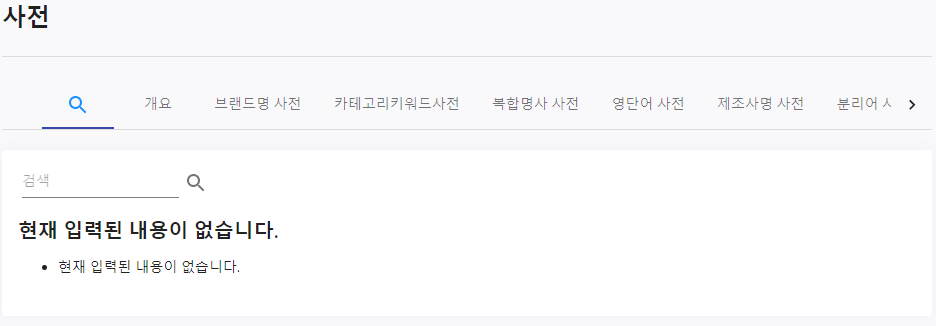 사전
개요 브랜드명 사전 카테고리키워드사전 복합명사 사전 영단어 사전 제조사명 사전 분리어
검색
현재 입력된 내용이 없습니다.
현재 입력된 내용이 없습니다.